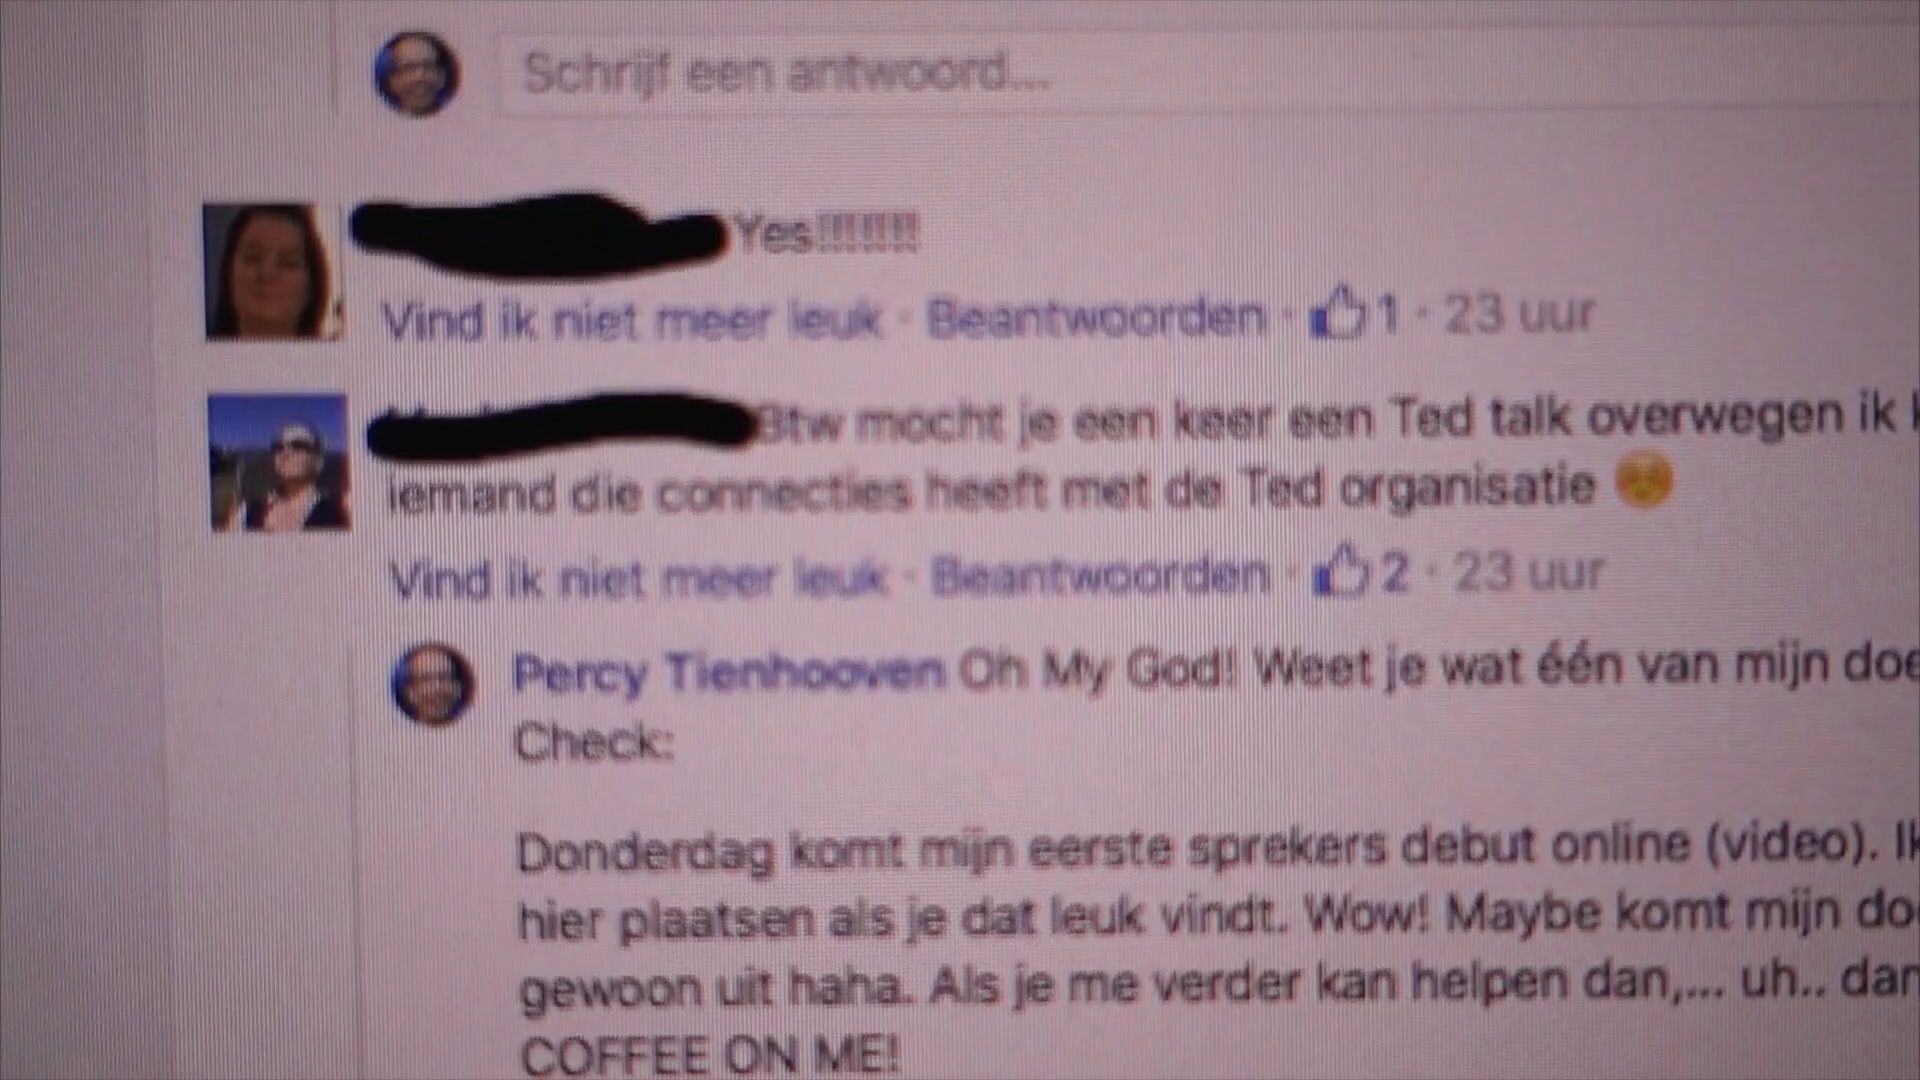 Schrijf een antwoord...
Yes!!!!!!!!
Vind ik niet meer leuk · Beantwoorden · 1 · 23 uur
Btw mocht je een keer een Ted talk overwegen ik
iemand die connecties heeft met de Ted organisatie
Vind ik niet meer leuk · Beantwoorden · 2 · 23 uur
Percy Tienhooven Oh My God! Weet je wat één van mijn doe
Check:
Donderdag komt mijn eerste sprekers debut online (video).
hier plaatsen als je dat leuk vindt. Wow! Maybe komt mijn do
gewoon uit haha. Als je me verder kan helpen dan,... uh.. dan
COFFEE ON ME!